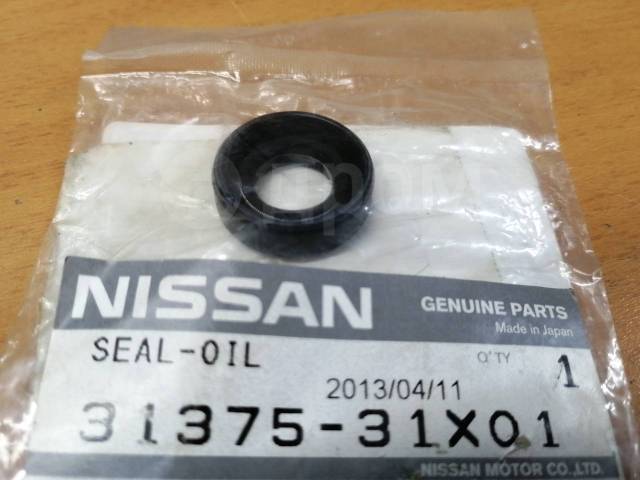 NISSAN
GENUINE PARTS
Made in Japan
SEAL-OIL
Q'TY
1
2013/04/11
31375-31X01
NISSAN MOTOR CO.,LTD.